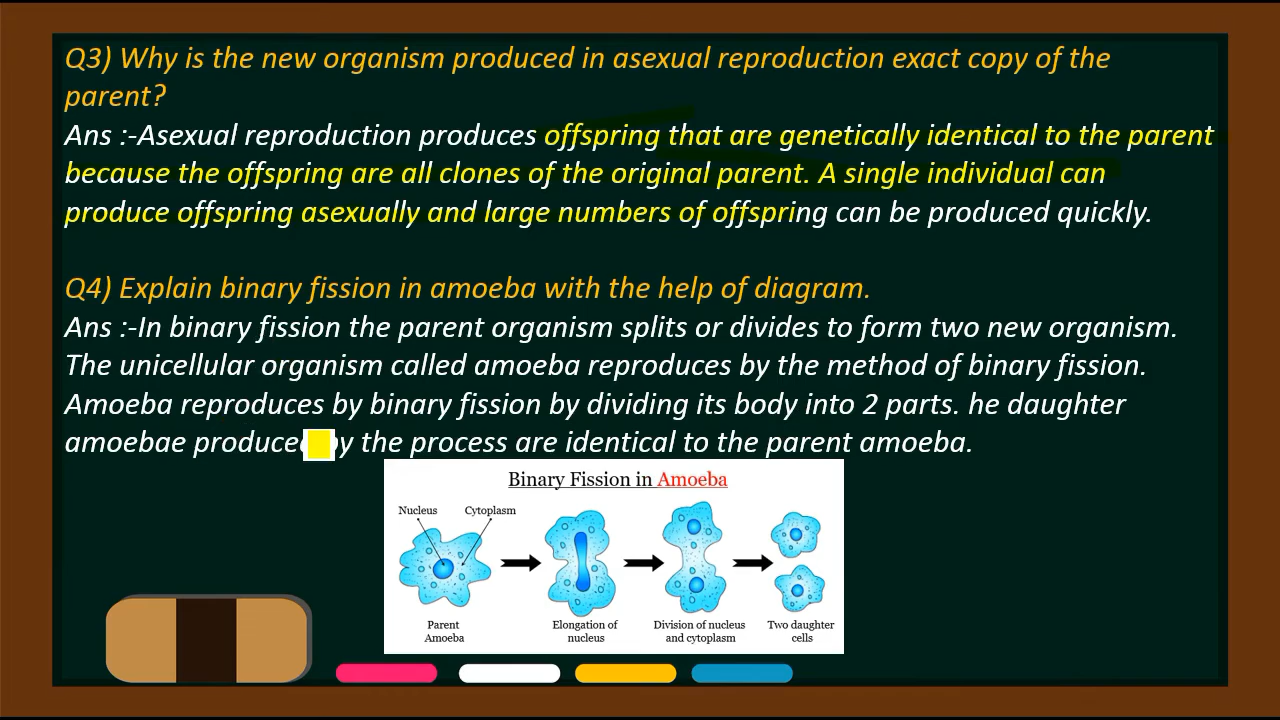 Q3) Why is the new organism produced in asexual reproduction exact copy of the
parent?
Ans :-Asexual reproduction produces offspring that are genetically identical to the parent
because the offspring are all clones of the original parent. A single individual can
produce offspring asexually and large numbers of offspring can be produced quickly.
Q4) Explain binary fission in amoeba with the help of diagram.
Ans :-In binary fission the parent organism splits or divides to form two new organism.
The unicellular organism called amoeba reproduces by the method of binary fission.
Amoeba reproduces by binary fission by dividing its body into 2 parts. he daughter
amoebae produced by the process are identical to the parent amoeba.
Binary Fission in Amoeba
Nucleus Cytoplasm
Parent Elongation of Division of nucleus Two daughter
Amoeba nucleus and cytoplasm cells